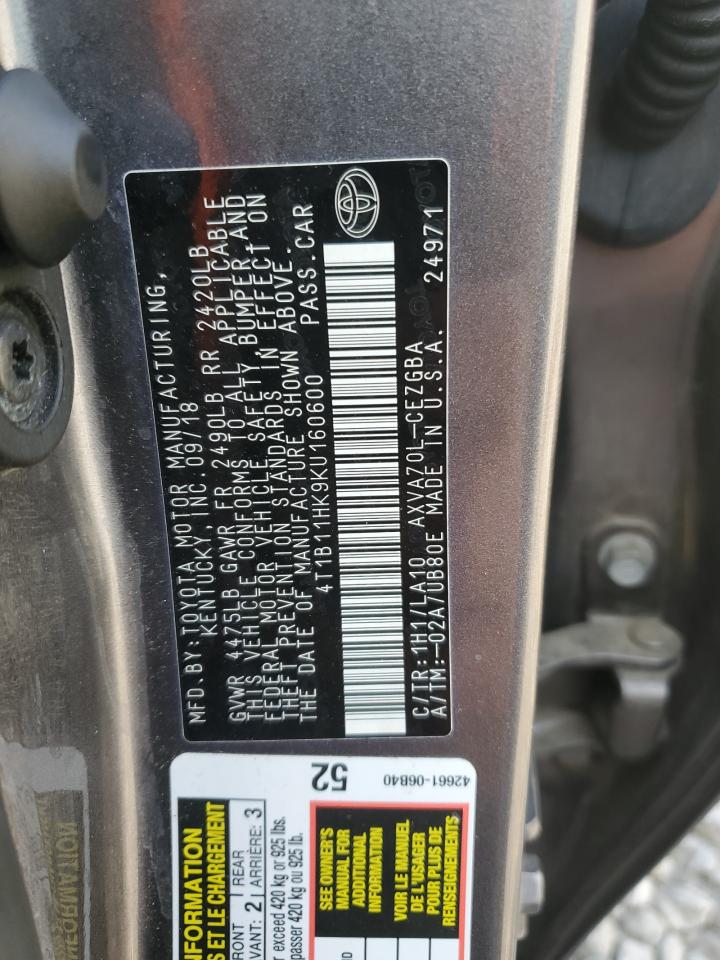 MFD.BY:TOYOTA MOTOR MANUFACTURING,
KENTUCKY INC.09/18
GVWR 4475LB GAWR FR 2490LB RR 2420LB
THIS VEHICLE CONFORMS TO ALL APPLICABLE
FEDERAL MOTOR VEHICLE SAFETY,BUMPER AND
THEFT PREVENTION STANDARDS IN EFFECT ON
THE DATE OF MANUFACTURE SHOWN ABOVE.
4T1B11HK9KU160600 PASS.CAR
C/TR:1H1/LA10 AXVA70L-CEZGBA
A/TM:-02A/UB80E MADE IN U.S.A. 24971
INFORMATION
S ET LE CHARGEMENT
FRONT 2 REAR 3
AVANT: ARRIÈRE:
er exceed 420 kg or 925 lbs.
passer 420 kg ou 925 lb.
52
42661-06B40
SEE OWNER'S
MANUAL FOR
ADDITIONAL
INFORMATION
VOIR LE MANUEL
DE L'USAGER
POUR PLUS DE
RENSEIGNEMENTS